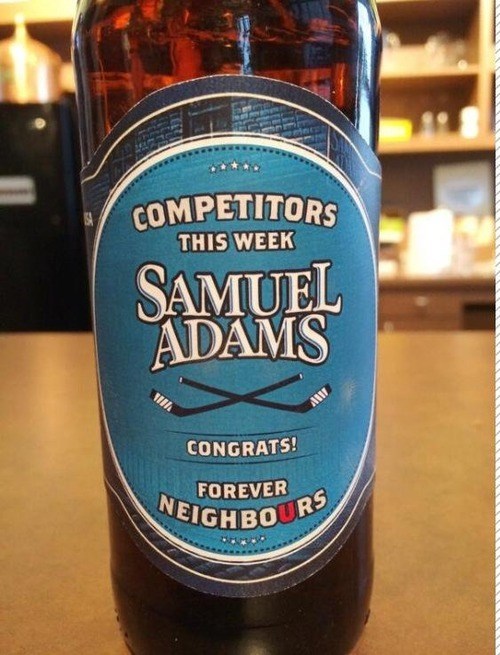 COMPETITORS
THIS WEEK
SAMUEL
ADAMS
CONGRATS!
FOREVER
NEIGHBOURS